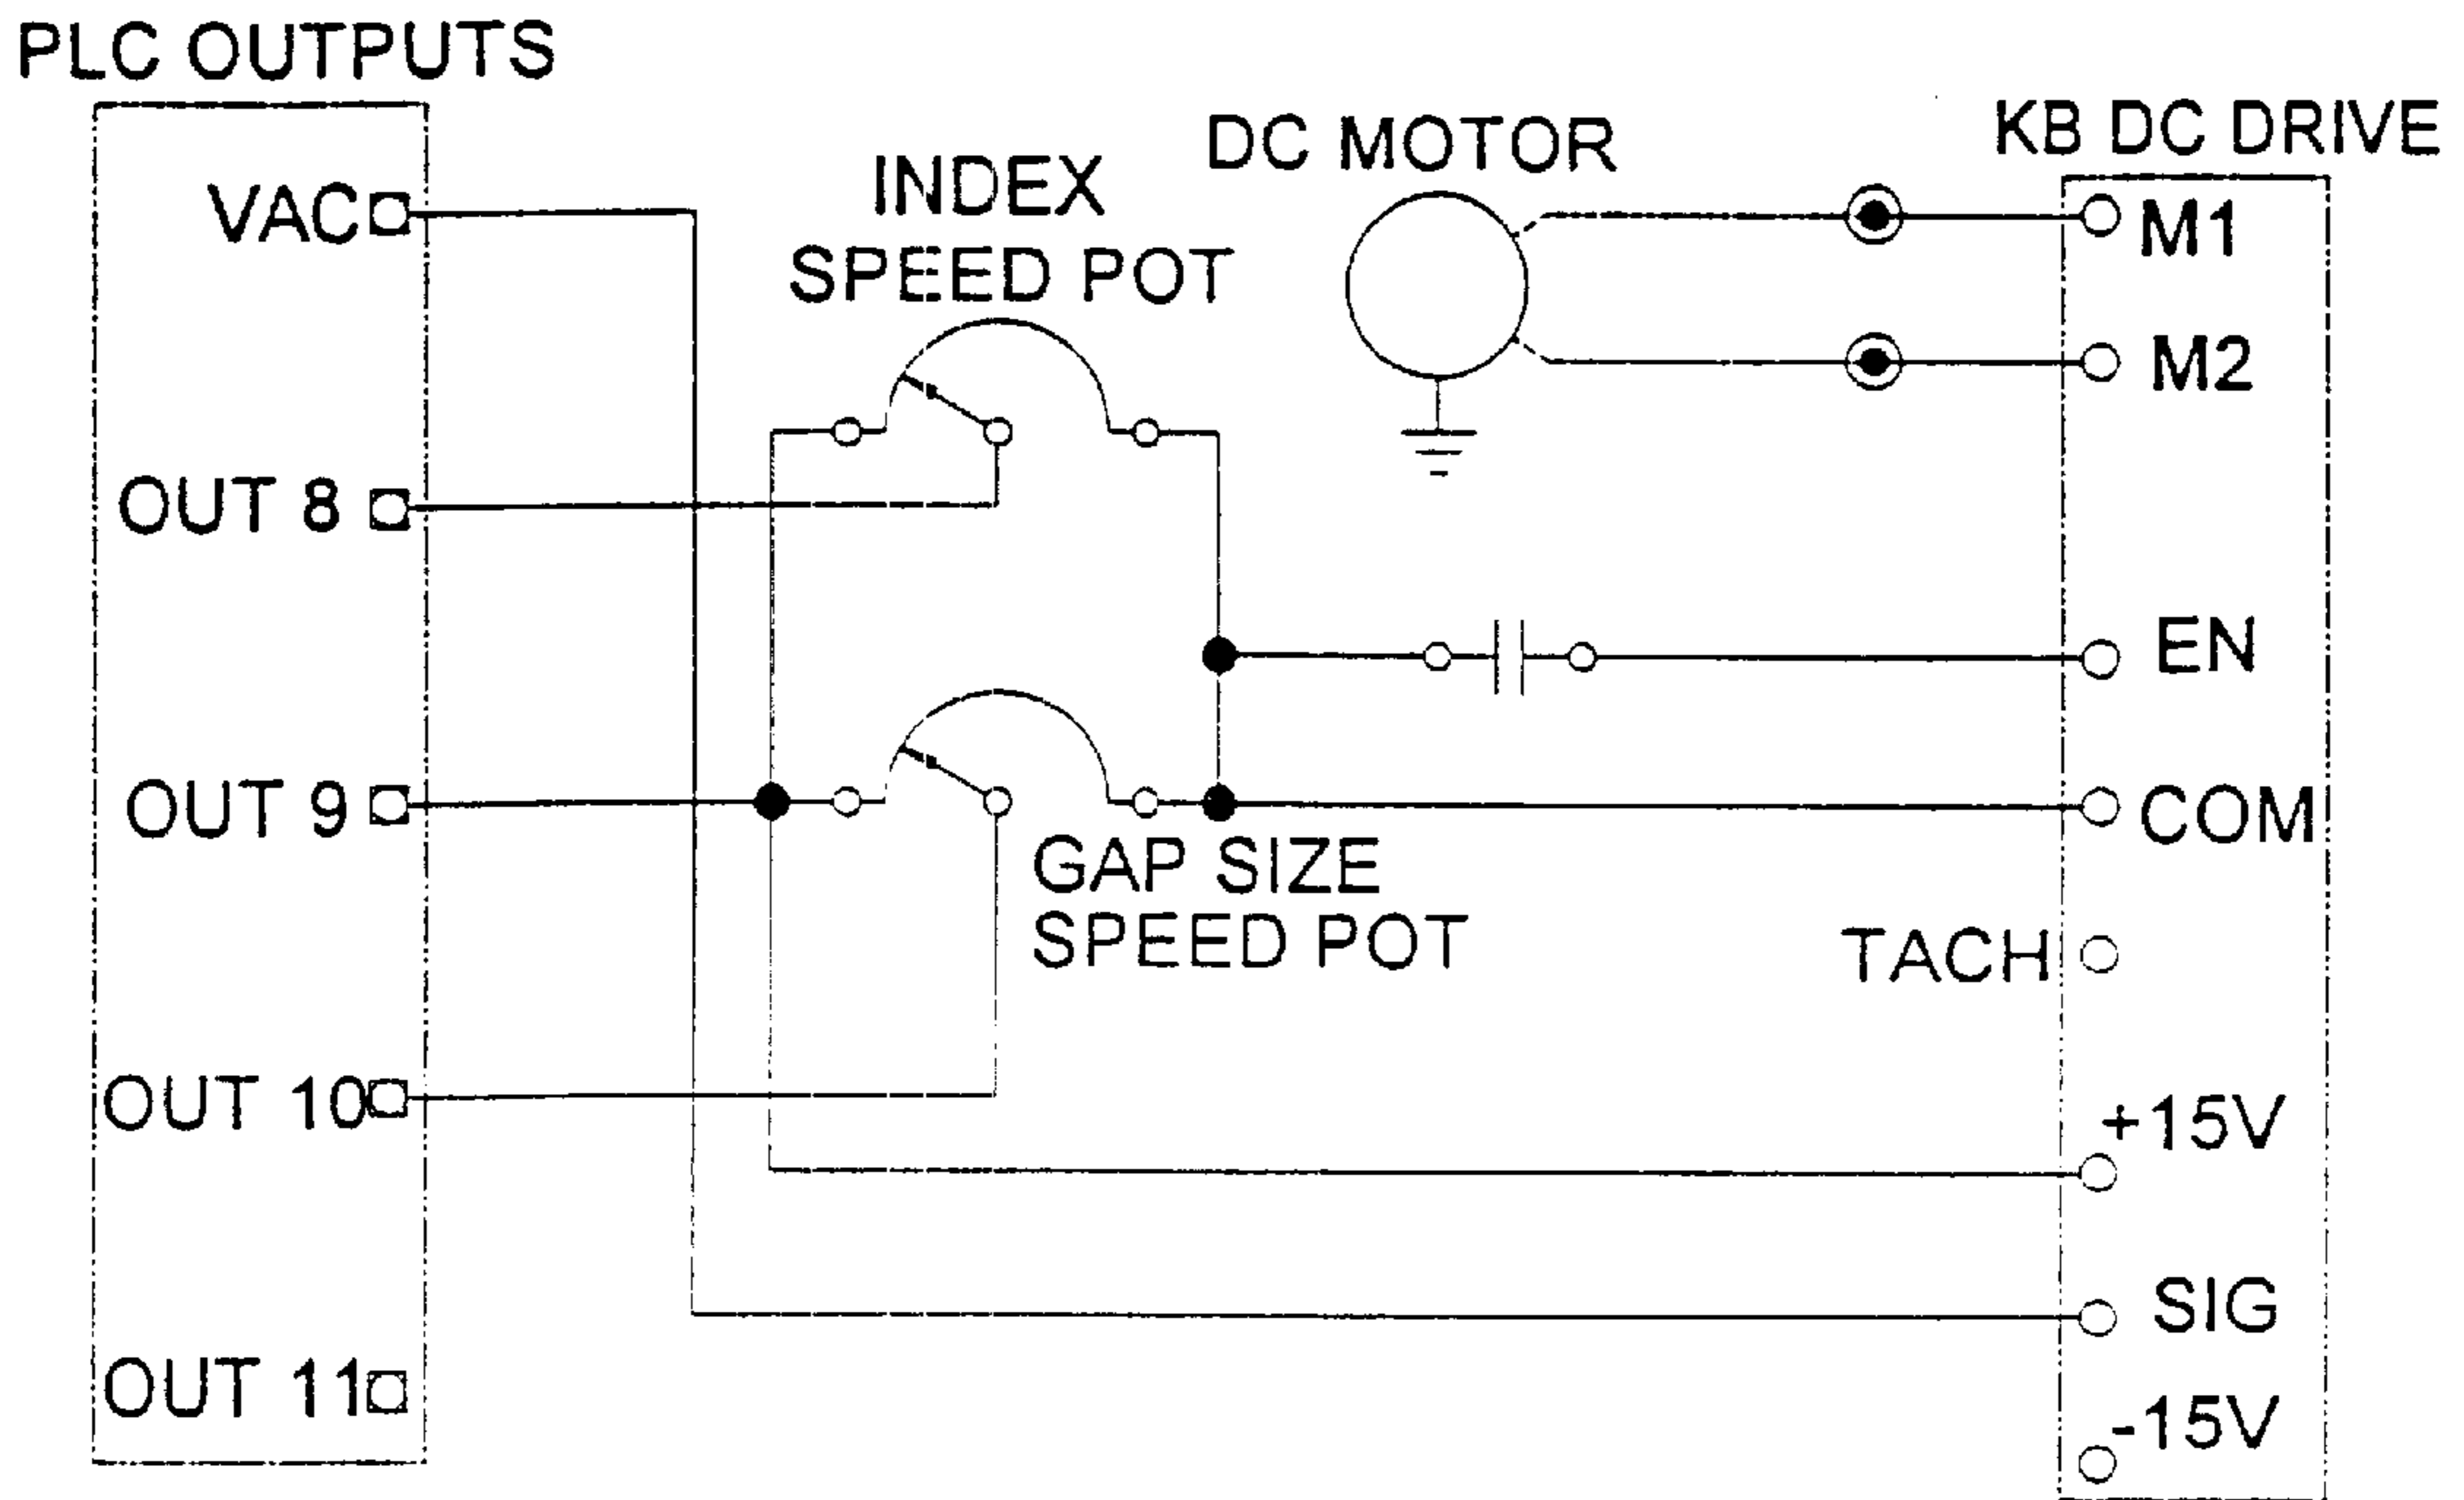 PLC OUTPUTS
VAC
OUT 8
OUT 9
OUT 10
OUT 11
INDEX
SPEED POT
GAP SIZE
SPEED POT
DC MOTOR
KB DC DRIVE
M1
M2
EN
COM
TACH
+15V
SIG
-15V